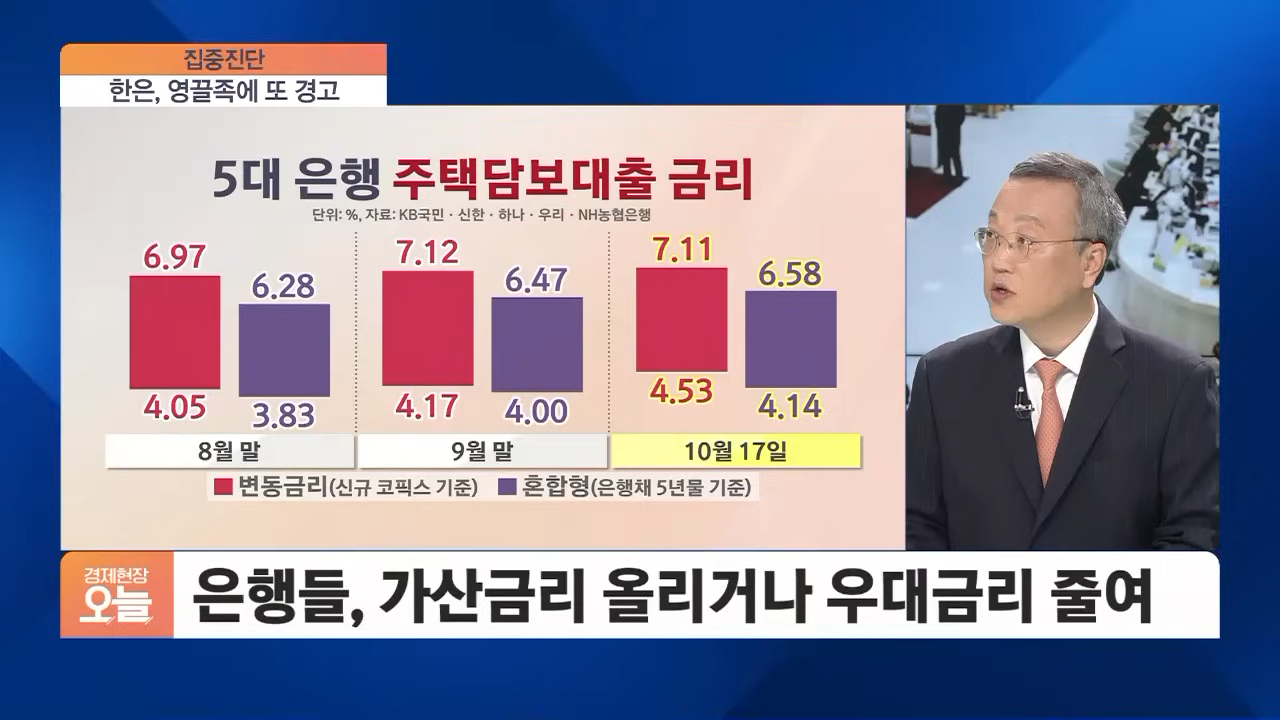 집중진단
한은, 영끌족에 또 경고
5대 은행 주택담보대출 금리
단위: %, 자료: KB국민 · 신한 · 하나 · 우리 · NH농협은행
6.97 6.28 7.12 6.47 7.11 6.58
4.05 3.83 4.17 4.00 4.53 4.14
8월 말 9월 말 10월 17일
변동금리(신규 코픽스 기준) 혼합형(은행채 5년물 기준)
경제현장
오늘
은행들, 가산금리 올리거나 우대금리 줄여